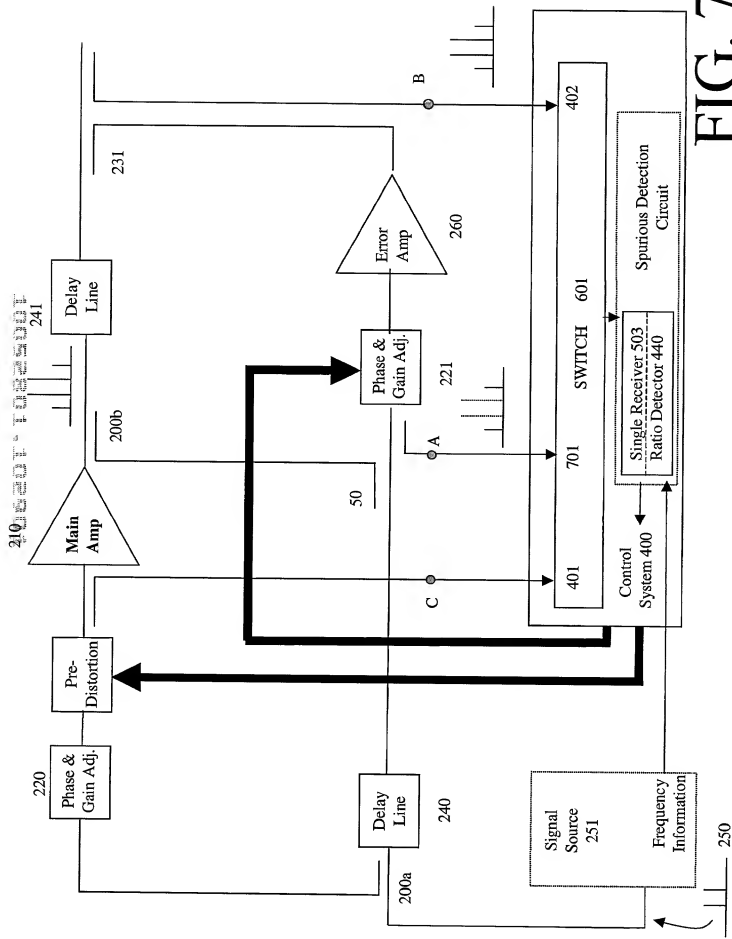 FIG. 7
210
Main
Amp
200b
241
Delay
Line
231
B
Pre-
Distortion
220
Phase &
Gain Adj.
50
A
C
Phase &
Gain Adj.
221
Error
Amp
260
Delay
Line
240
200a
401
701
SWITCH 601
402
Control
System 400
Single Receiver 503
Ratio Detector 440
Spurious Detection
Circuit
Signal
Source
251
Frequency
Information
250